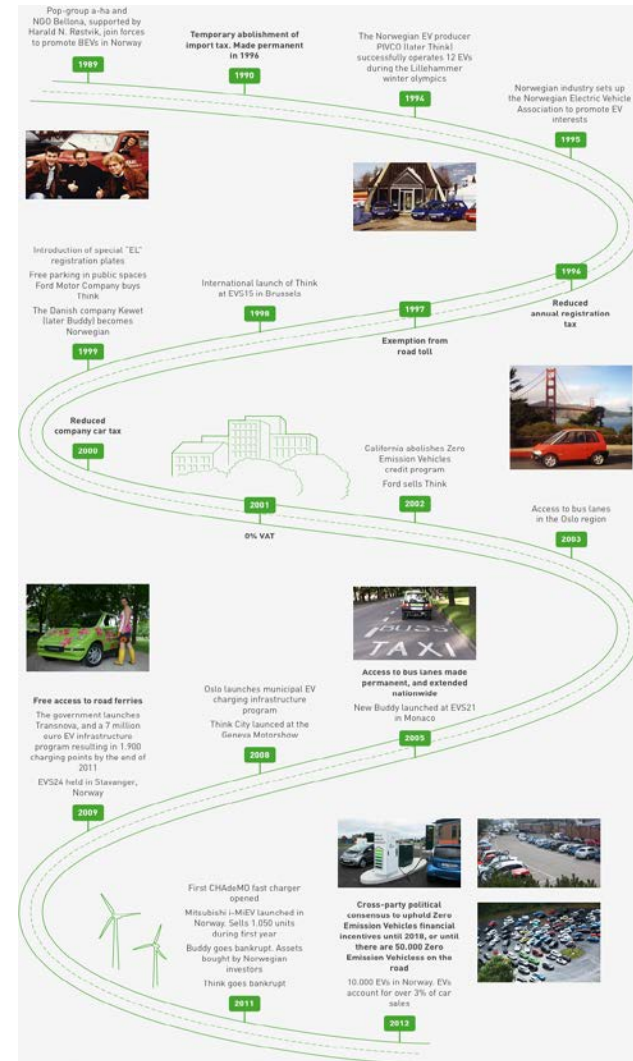 Pop-group a-ha and
NGO Bellona, supported by
Harald N. Røstvik, join forces
to promote BEVs in Norway
1989
Temporary abolishment of
import tax. Made permanent
in 1996
1990
The Norwegian EV producer
PIVCO (later Think)
successfully operates 12 EVs
during the Lillehammer
winter olympics
1994
Norwegian industry sets up
the Norwegian Electric Vehicle
Association to promote EV
interests
1995
Introduction of special "EL"
registration plates
Free parking in public spaces
Ford Motor Company buys
Think
The Danish company Kewet
(later Buddy) becomes
Norwegian
1999
International launch of Think
at EVS15 in Brussels
1998
1997
Exemption from
road toll
1996
Reduced
annual registration
tax
Reduced
company car tax
2000
2001
0% VAT
California abolishes Zero
Emission Vehicles
credit program
Ford sells Think
2002
Access to bus lanes
in the Oslo region
2003
Free access to road ferries
The government launches
Transnova, and a 7 million
euro EV infrastructure
program resulting in 1.900
charging points by the end of
2011
EVS24 held in Stavanger,
Norway
2009
Oslo launches municipal EV
charging infrastructure
program
Think City launced at the
Geneva Motorshow
2008
BUSS
TAXI
Access to bus lanes made
permanent, and extended
nationwide
New Buddy launched at EVS21
in Monaco
2005
First CHAdeMO fast charger
opened
Mitsubishi i-MiEV launched in
Norway. Sells 1.050 units
during first year
Buddy goes bankrupt. Assets
bought by Norwegian
investors
Think goes bankrupt
2011
Cross-party political
consensus to uphold Zero
Emission Vehicles financial
incentives until 2018, or until
there are 50.000 Zero
Emission Vehicless on the
road
10.000 EVs in Norway. EVs
account for over 3% of car
sales
2012